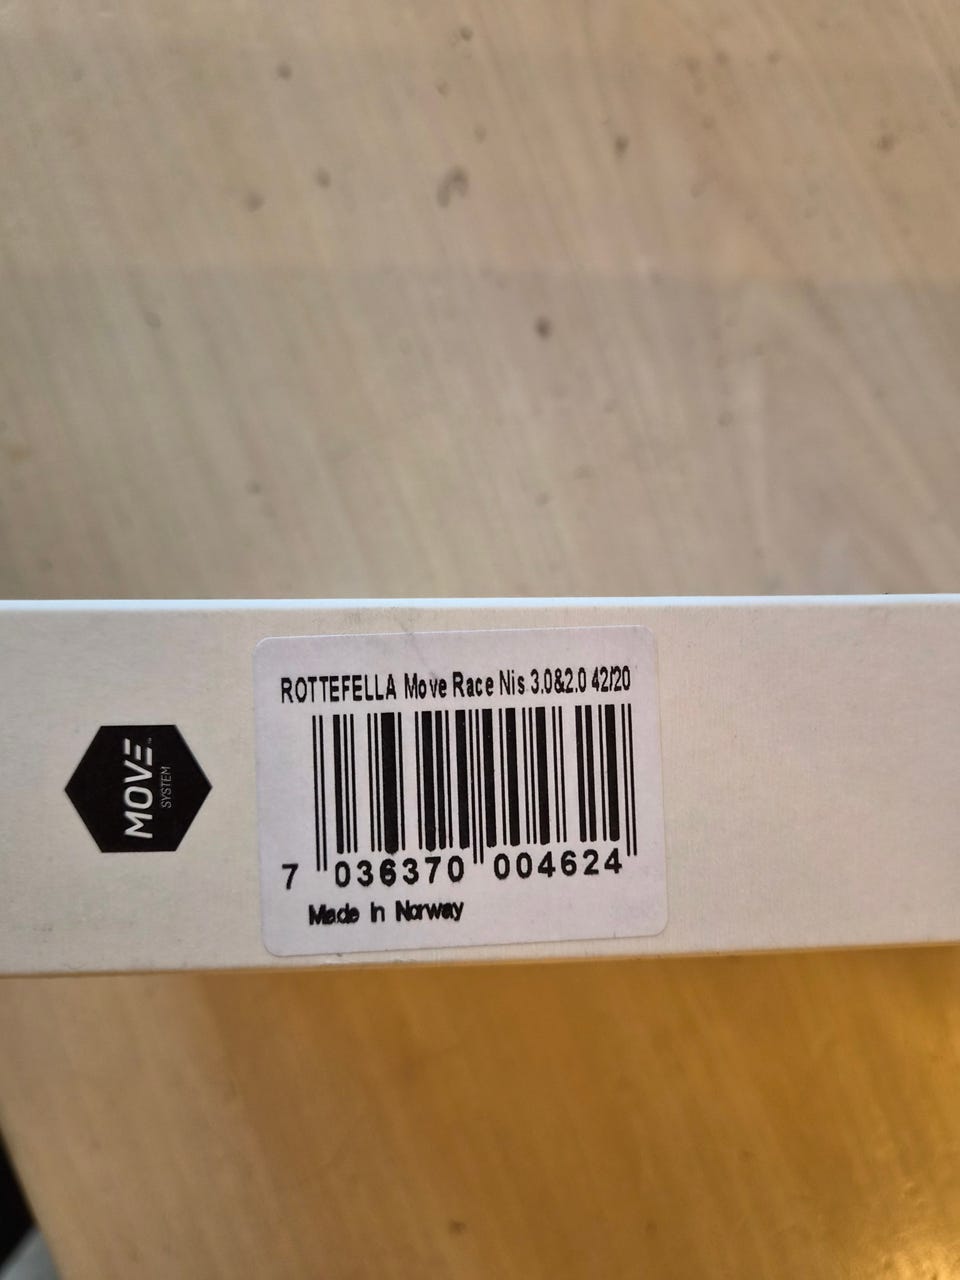 ROTTEFELLA Move Race Nis 3.0&2.0 42/20
7 036370 004624
Made In Norway
MOVE
SYSTEM